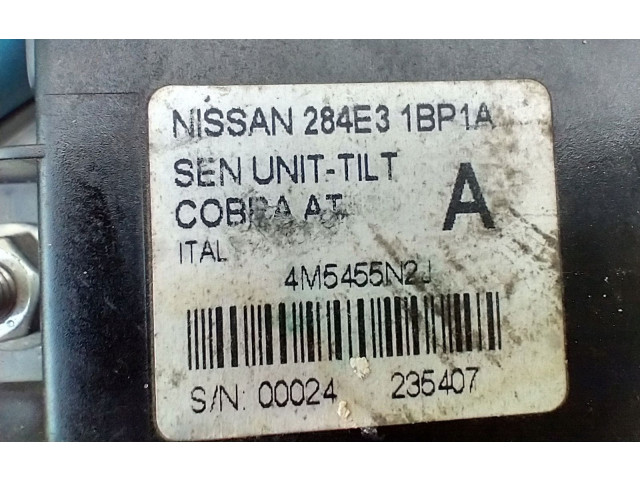 NISSAN 284E3 1BP1A
SEN UNIT-TILT
COBRA AT
A
ITAL
4M5455N2J
S/N: 00024 235407